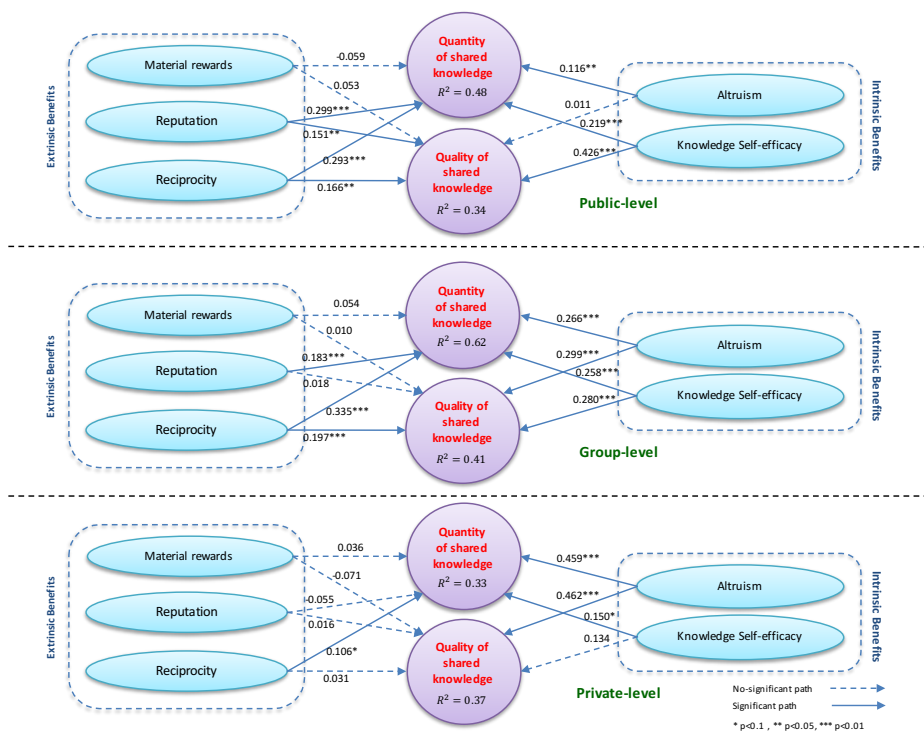 Extrinsic Benefits
Material rewards
Reputation
Reciprocity
-0.059
0.053
0.299***
0.151**
0.293***
0.166**
Quantity
of shared
knowledge
R² = 0.48
Quality of
shared
knowledge
R² = 0.34
0.116**
0.011
0.219***
0.426***
Altruism
Knowledge Self-efficacy
Intrinsic Benefits
Public-level
Extrinsic Benefits
Material rewards
Reputation
Reciprocity
0.054
0.010
0.183***
0.018
0.335***
0.197***
Quantity
of shared
knowledge
R² = 0.62
Quality of
shared
knowledge
R² = 0.41
0.266***
0.299***
0.258***
0.280***
Altruism
Knowledge Self-efficacy
Intrinsic Benefits
Group-level
Extrinsic Benefits
Material rewards
Reputation
Reciprocity
0.036
-0.071
-0.055
0.016
0.106*
0.031
Quantity
of shared
knowledge
R² = 0.33
Quality of
shared
knowledge
R² = 0.37
0.459***
0.462***
0.150*
0.134
Altruism
Knowledge Self-efficacy
Intrinsic Benefits
Private-level
No-significant path
Significant path
* p<0.1 , ** p<0.05, *** p<0.01